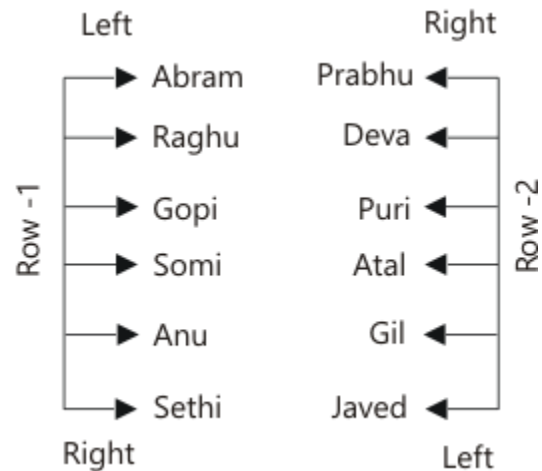 Left Right
Abram Prabhu
Raghu Deva
Row -1 Gopi Puri Row -2
Somi Atal
Anu Gil
Sethi Javed
Right Left